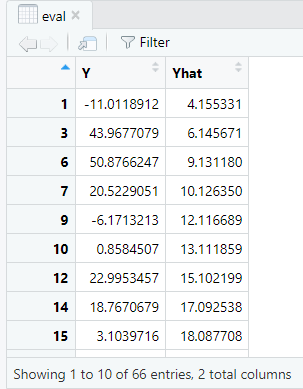 eval
Filter
Y Yhat
1 -11.0118912 4.155331
3 43.9677079 6.145671
6 50.8766247 9.131180
7 20.5229051 10.126350
9 -6.1713213 12.116689
10 0.8584507 13.111859
12 22.9953457 15.102199
14 18.7670679 17.092538
15 3.1039716 18.087708
Showing 1 to 10 of 66 entries, 2 total columns